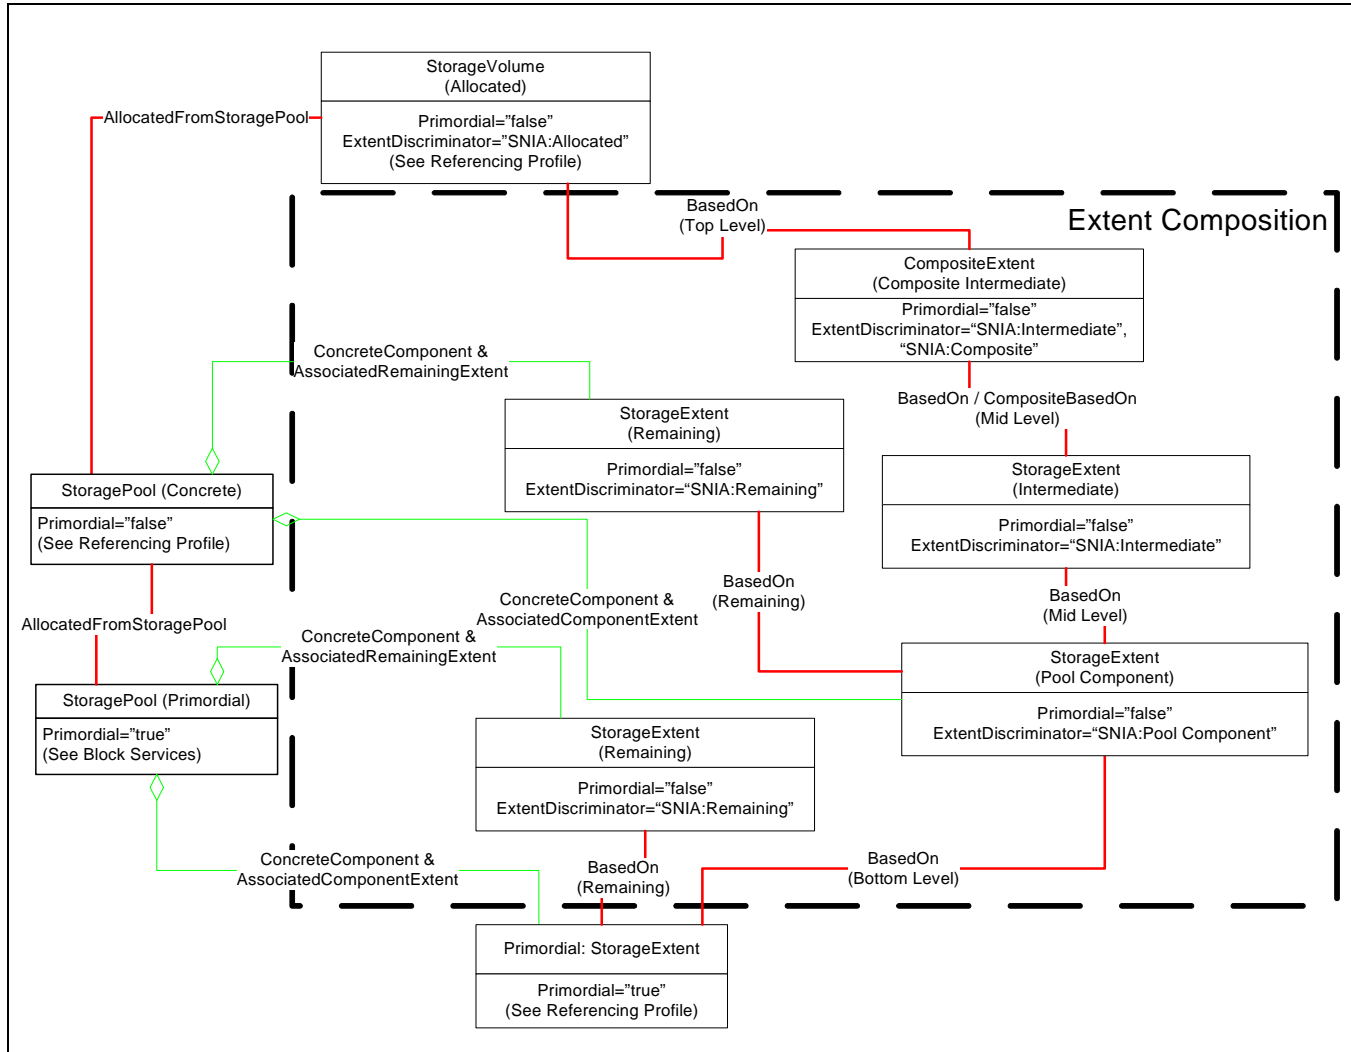 StorageVolume
(Allocated)
AllocatedFromStoragePool
Primordial=”false”
ExtentDiscriminator=”SNIA:Allocated”
(See Referencing Profile)
BasedOn
(Top Level)
Extent Composition
CompositeExtent
(Composite Intermediate)
Primordial=”false”
ExtentDiscriminator=“SNIA:Intermediate”,
“SNIA:Composite”
ConcreteComponent &
AssociatedRemainingExtent
BasedOn / CompositeBasedOn
(Mid Level)
StorageExtent
(Remaining)
Primordial=”false”
ExtentDiscriminator=“SNIA:Remaining”
StorageExtent
(Intermediate)
Primordial=”false”
ExtentDiscriminator=“SNIA:Intermediate”
StoragePool (Concrete)
Primordial=”false”
(See Referencing Profile)
BasedOn
(Remaining)
BasedOn
(Mid Level)
ConcreteComponent &
AssociatedComponentExtent
AllocatedFromStoragePool
ConcreteComponent &
AssociatedRemainingExtent
StorageExtent
(Pool Component)
Primordial=”false”
ExtentDiscriminator=“SNIA:Pool Component”
StoragePool (Primordial)
Primordial=”true”
(See Block Services)
StorageExtent
(Remaining)
Primordial=”false”
ExtentDiscriminator=“SNIA:Remaining”
ConcreteComponent &
AssociatedComponentExtent
BasedOn
(Remaining)
BasedOn
(Bottom Level)
Primordial: StorageExtent
Primordial=”true”
(See Referencing Profile)